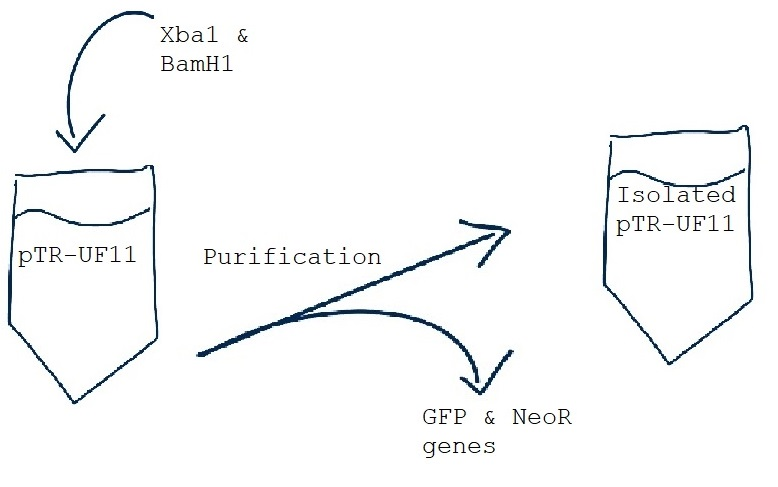 Xba1 &
BamH1
pTR-UF11
Purification
Isolated
pTR-UF11
GFP & NeoR
genes